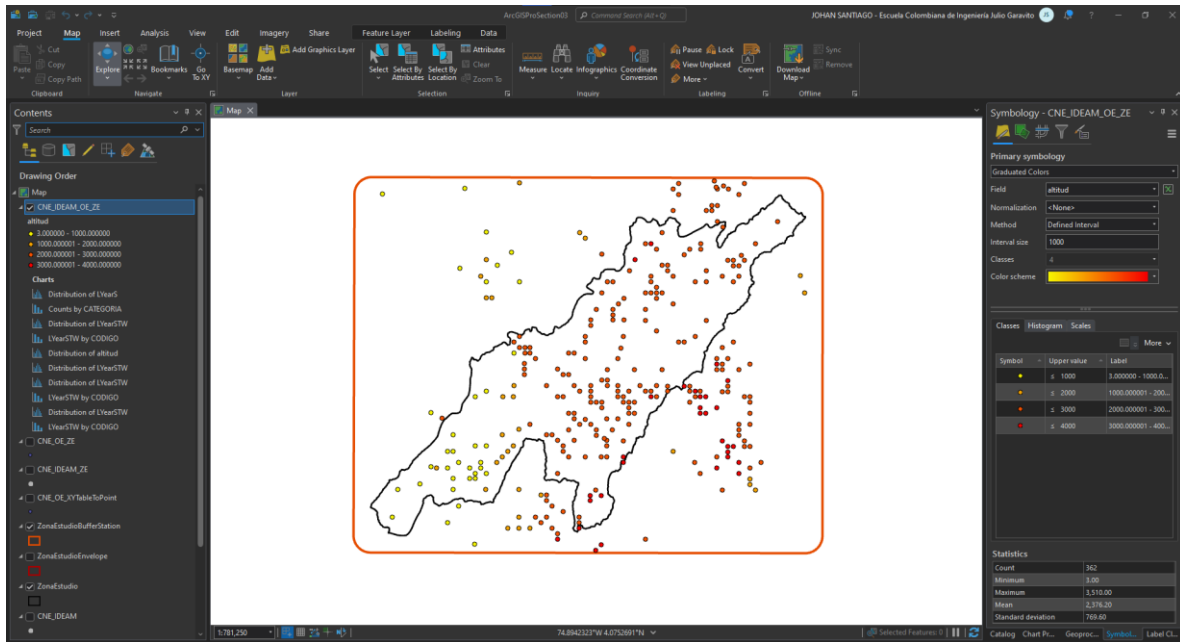 ArcGISProSection03
Command Search (Alt+Q)
JOHAN SANTIAGO - Escuela Colombiana de Ingeniería Julio Garavito
JS
?
Project Map Insert Analysis View Edit Imagery Share Feature Layer Labeling Data
Cut
Copy
Copy Path
Paste
Explore
Bookmarks
Go To XY
Basemap
Add Data
Add Graphics Layer
Select
Select By Attributes
Select By Location
Attributes
Clear
Zoom To
Measure
Locate
Infographics
Coordinate Conversion
Pause
Lock
View Unplaced
More
Convert
Download Map
Sync
Remove
Clipboard
Navigate
Layer
Selection
Inquiry
Labeling
Offline
Contents
Search
Drawing Order
Map
CNE_IDEAM_OE_ZE
altitud
3.000000 - 1000.000000
1000.000001 - 2000.000000
2000.000001 - 3000.000000
3000.000001 - 4000.000000
Charts
Distribution of LYearS
Counts by CATEGORIA
Distribution of LYearSTW
LYearSTW by CODIGO
Distribution of altitud
Distribution of LYearSTW
Distribution of LYearSTW
LYearSTW by CODIGO
Distribution of LYearSTW
LYearSTW by CODIGO
CNE_OE_ZE
CNE_IDEAM_ZE
CNE_OE_XYTableToPoint
ZonaEstudioBufferStation
ZonaEstudioEnvelope
ZonaEstudio
CNE_IDEAM
Map
1:781,250
74.8942323°W 4.0752691°N
Selected Features: 0
Symbology - CNE_IDEAM_OE_ZE
Primary symbology
Graduated Colors
Field altitud
Normalization <None>
Method Defined Interval
Interval size 1000
Classes 4
Color scheme
Classes Histogram Scales
More
Symbol Upper value Label
≤ 1000 3.000000 - 1000.0...
≤ 2000 1000.000001 - 200...
≤ 3000 2000.000001 - 300...
≤ 4000 3000.000001 - 400...
Statistics
Count 362
Minimum 3.00
Maximum 3,510.00
Mean 2,376.20
Standard deviation 769.60
Catalog Chart Pr... Geoproc... Symbol... Label Cl...